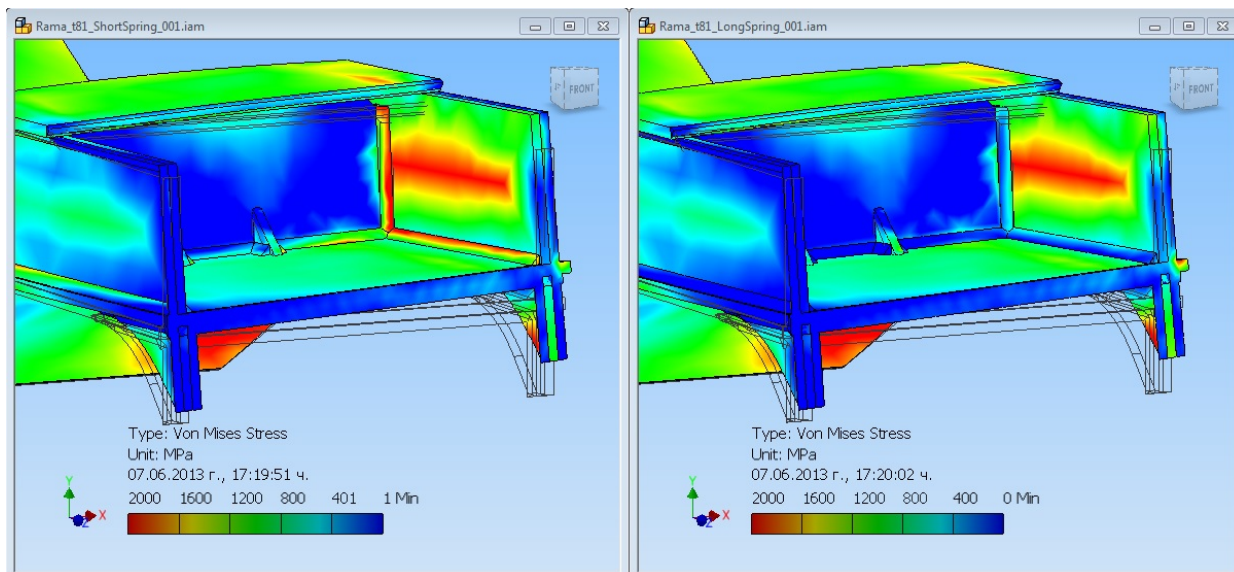 Rama_t81_ShortSpring_001.iam
FRONT
Type: Von Mises Stress
Unit: MPa
07.06.2013 г., 17:19:51 ч.
2000 1600 1200 800 401 1 Min
Y
X
Z
Rama_t81_LongSpring_001.iam
FRONT
Type: Von Mises Stress
Unit: MPa
07.06.2013 г., 17:20:02 ч.
2000 1600 1200 800 400 0 Min
Y
X
Z